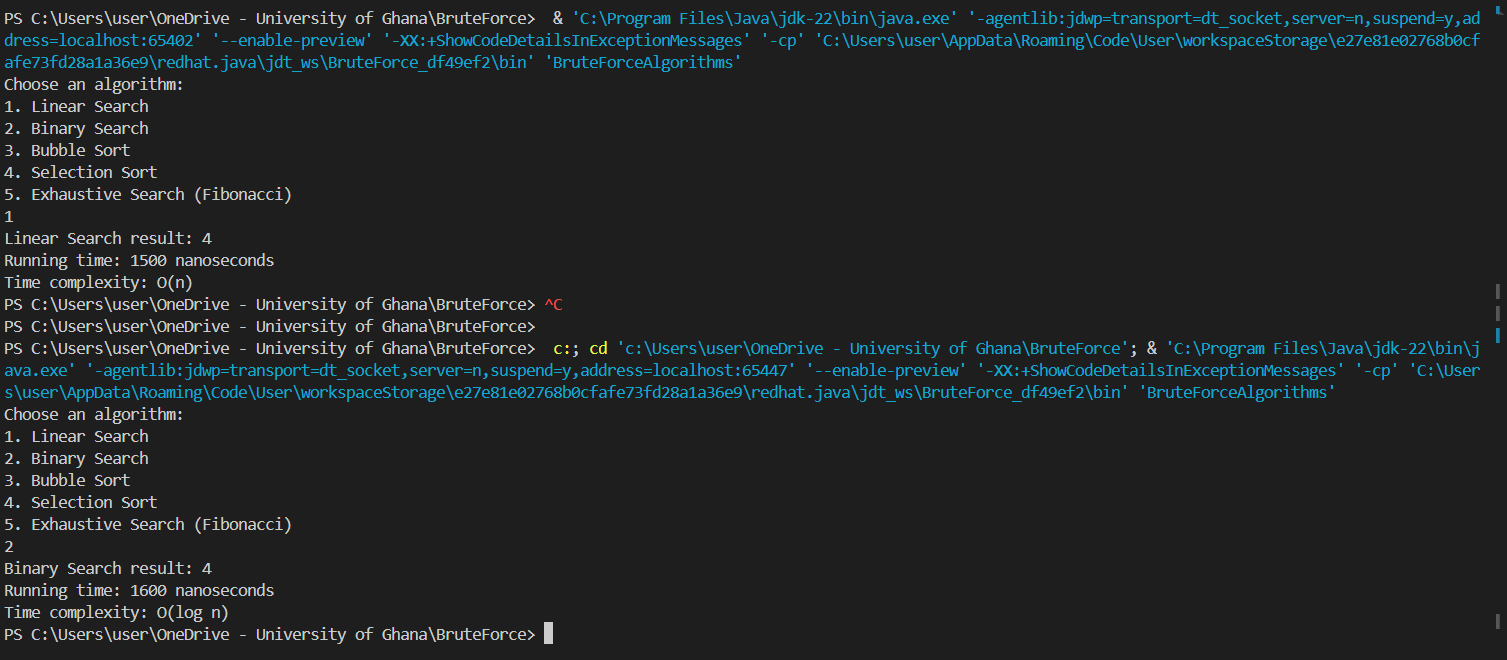 PS C:\Users\user\OneDrive - University of Ghana\BruteForce>  & 'C:\Program Files\Java\jdk-22\bin\java.exe' '-agentlib:jdwp=transport=dt_socket,server=n,suspend=y,ad
dress=localhost:65402' '--enable-preview' '-XX:+ShowCodeDetailsInExceptionMessages' '-cp' 'C:\Users\user\AppData\Roaming\Code\User\workspaceStorage\e27e81e02768b0cf
afe73fd28a1a36e9\redhat.java\jdt_ws\BruteForce_df49ef2\bin' 'BruteForceAlgorithms'
Choose an algorithm:
1. Linear Search
2. Binary Search
3. Bubble Sort
4. Selection Sort
5. Exhaustive Search (Fibonacci)
1
Linear Search result: 4
Running time: 1500 nanoseconds
Time complexity: O(n)
PS C:\Users\user\OneDrive - University of Ghana\BruteForce> ^C
PS C:\Users\user\OneDrive - University of Ghana\BruteForce>
PS C:\Users\user\OneDrive - University of Ghana\BruteForce>  c:; cd 'c:\Users\user\OneDrive - University of Ghana\BruteForce'; & 'C:\Program Files\Java\jdk-22\bin\j
ava.exe' '-agentlib:jdwp=transport=dt_socket,server=n,suspend=y,address=localhost:65447' '--enable-preview' '-XX:+ShowCodeDetailsInExceptionMessages' '-cp' 'C:\User
s\user\AppData\Roaming\Code\User\workspaceStorage\e27e81e02768b0cfafe73fd28a1a36e9\redhat.java\jdt_ws\BruteForce_df49ef2\bin' 'BruteForceAlgorithms'
Choose an algorithm:
1. Linear Search
2. Binary Search
3. Bubble Sort
4. Selection Sort
5. Exhaustive Search (Fibonacci)
2
Binary Search result: 4
Running time: 1600 nanoseconds
Time complexity: O(log n)
PS C:\Users\user\OneDrive - University of Ghana\BruteForce>